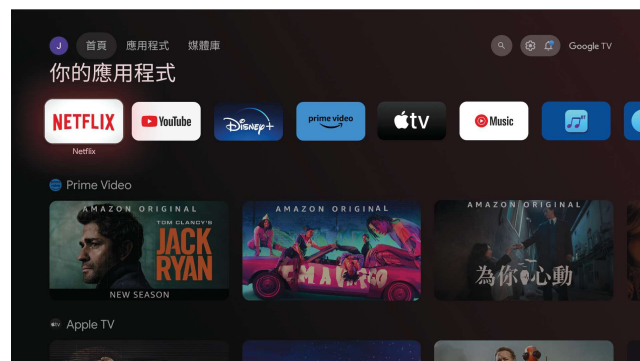 J 首頁 應用程式 媒體庫 Google TV
你的應用程式
NETFLIX YouTube Disney+ prime video tv Music
Netflix
Prime Video
AMAZON ORIGINAL
TOM CLANCY'S
JACK
RYAN
NEW SEASON
AMAZON ORIGINAL
AMAZON ORIGINAL
為你心動
tv Apple TV